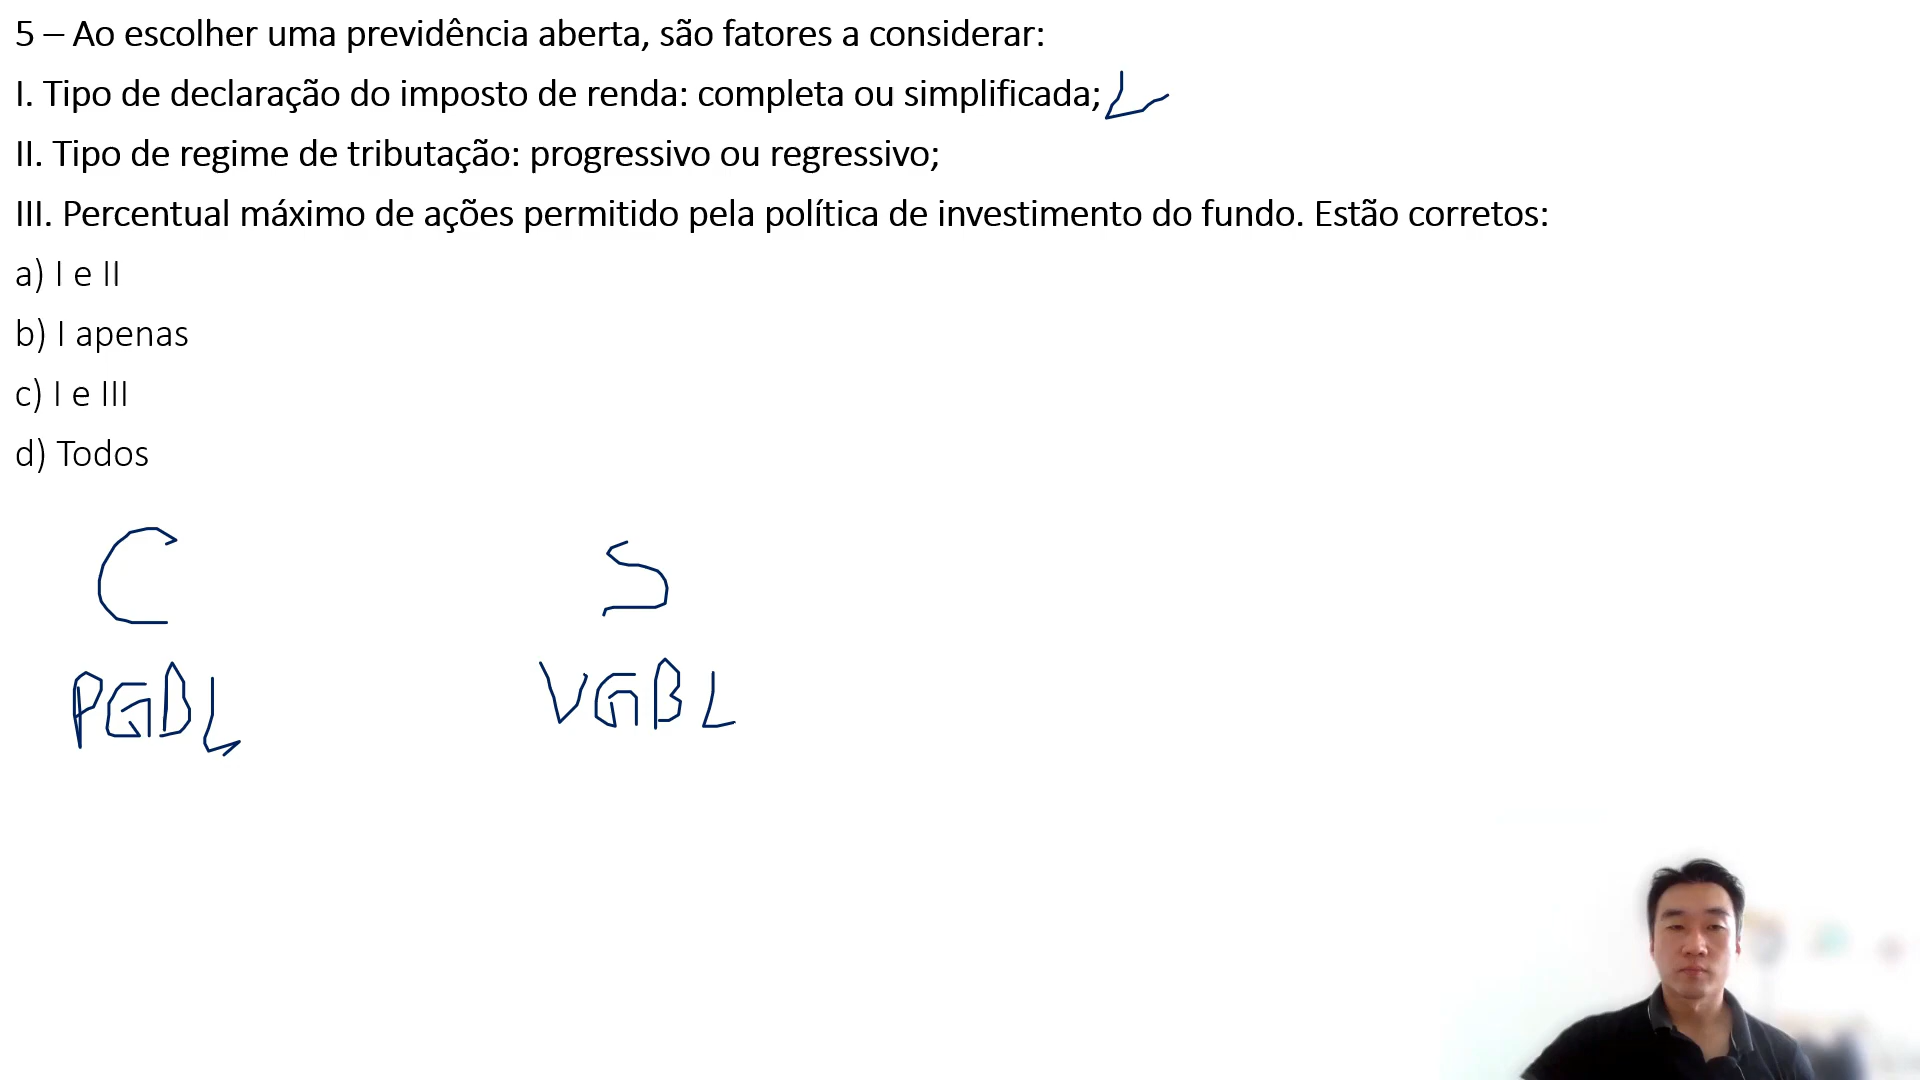 5 – Ao escolher uma previdência aberta, são fatores a considerar:
I. Tipo de declaração do imposto de renda: completa ou simplificada;
II. Tipo de regime de tributação: progressivo ou regressivo;
III. Percentual máximo de ações permitido pela política de investimento do fundo. Estão corretos:
a) I e II
b) I apenas
c) I e III
d) Todos
C S
PGBL VGBL